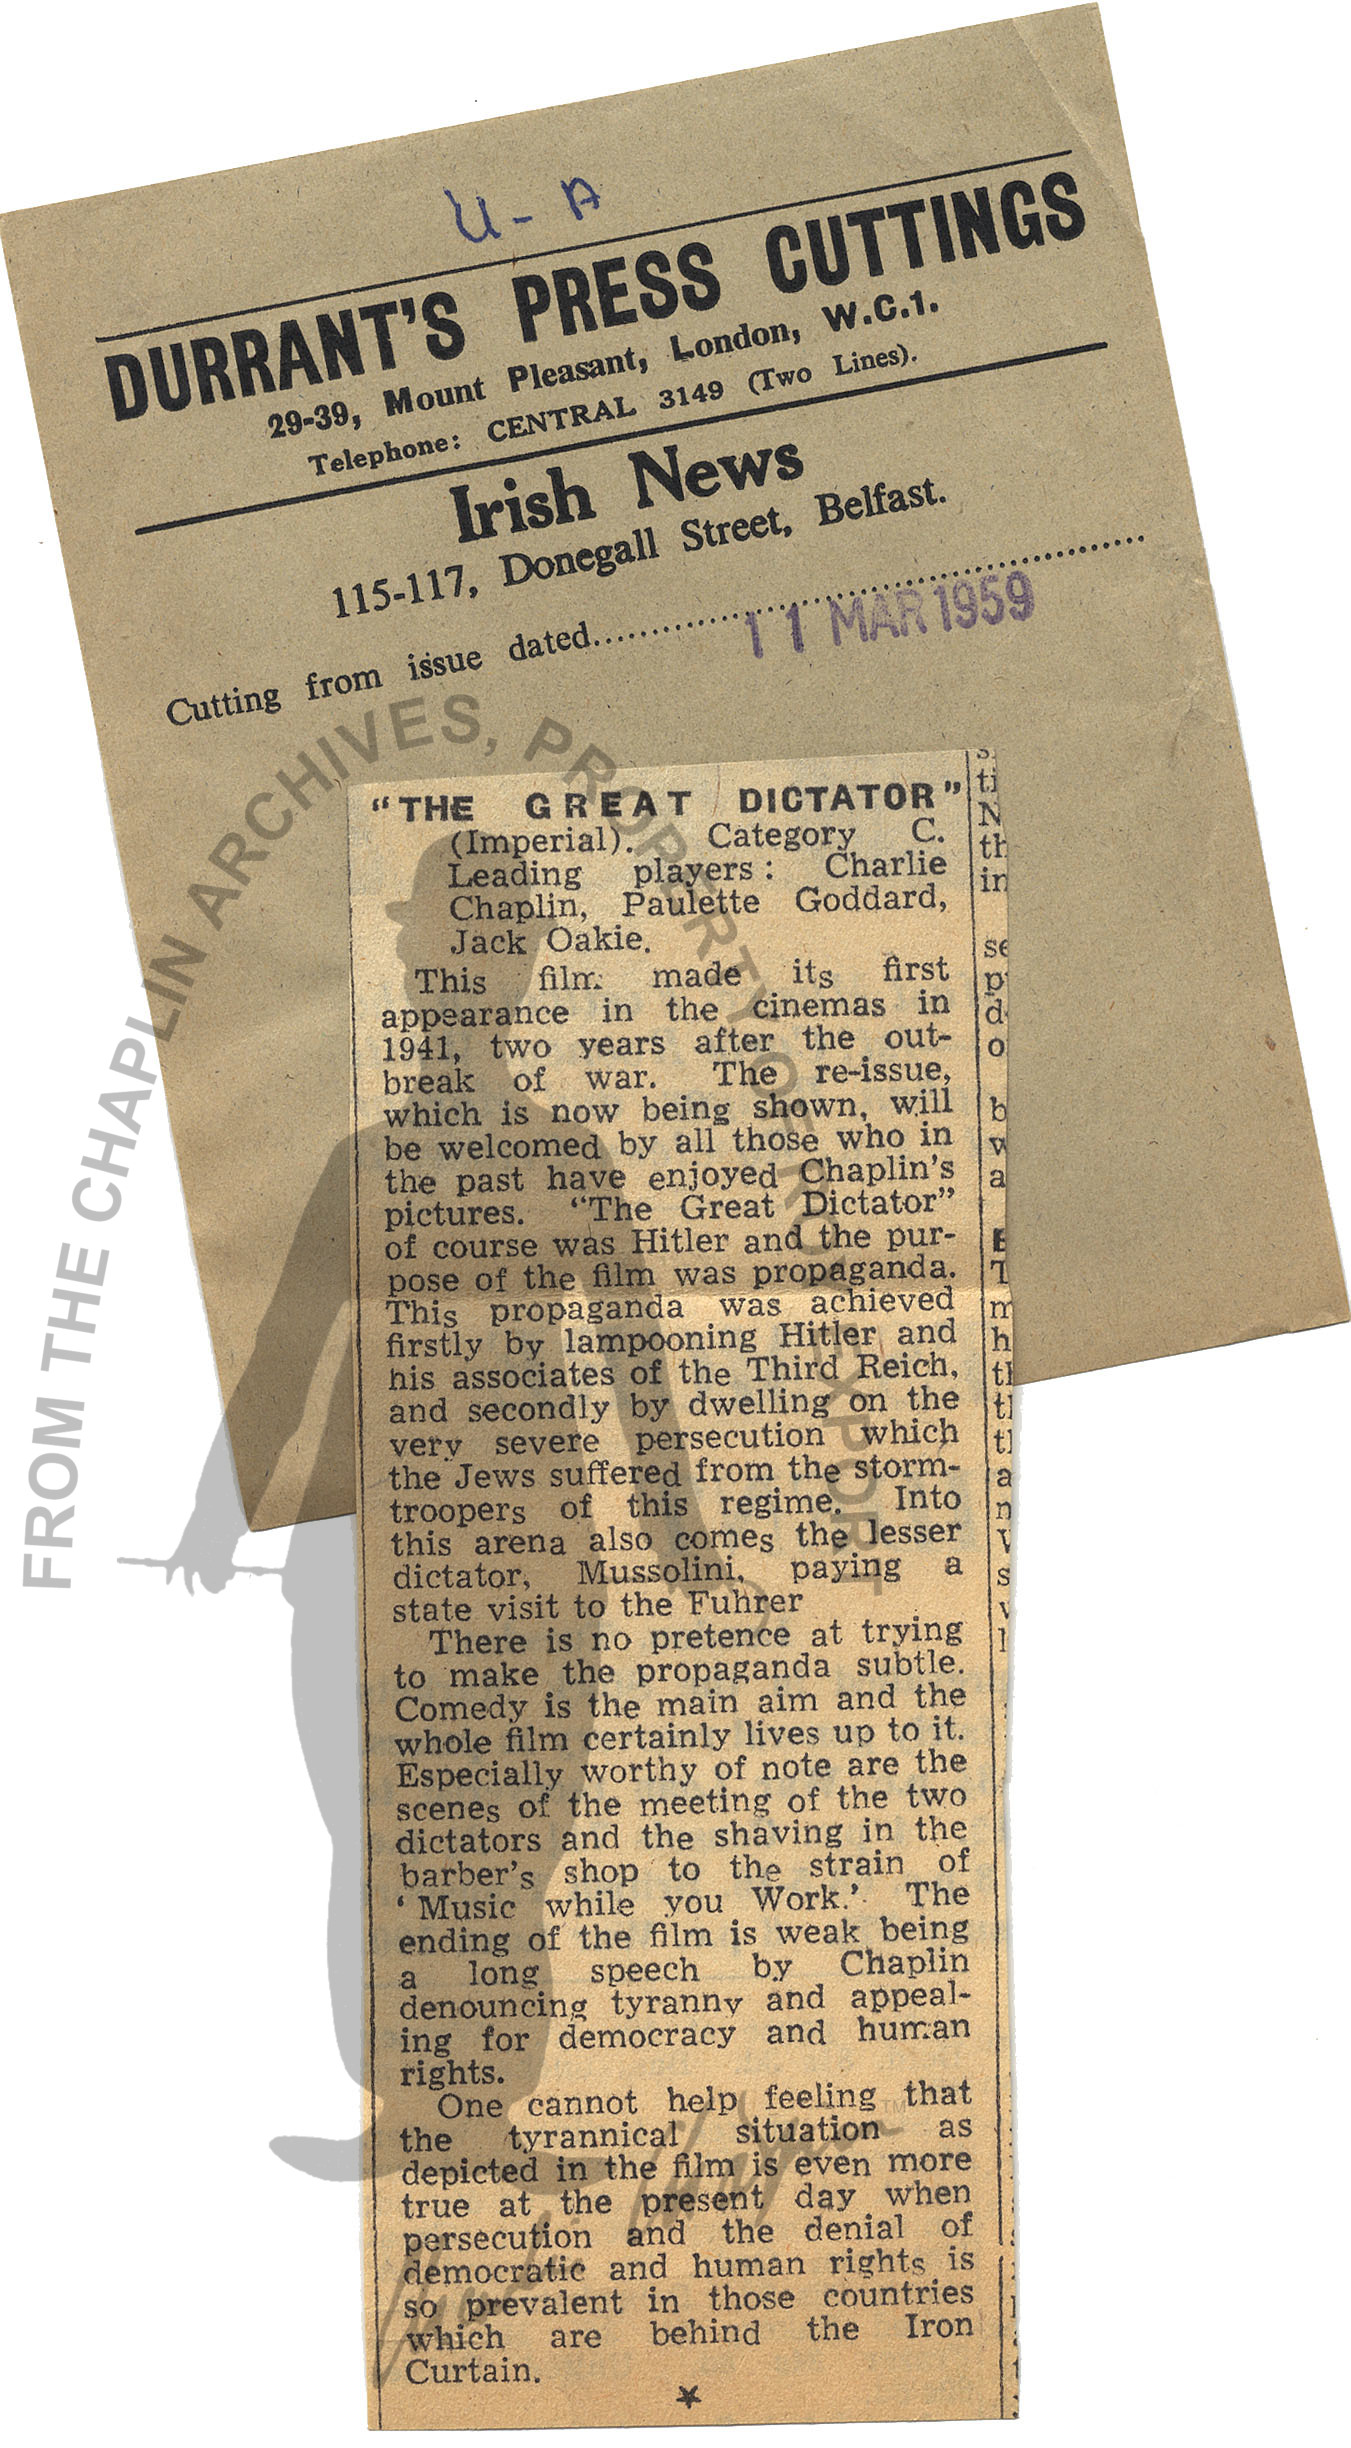 U - A
DURRANT'S PRESS CUTTINGS
29-39, Mount Pleasant, London, W.C.1.
Telephone: CENTRAL 3149 (Two Lines).
Irish News
115-117, Donegall Street, Belfast.
Cutting from issue dated
11 MAR 1959
FROM THE CHAPLIN ARCHIVES, PROPERTY OF ROY EXPORT
"THE GREAT DICTATOR"
(Imperial). Category C.
Leading players: Charlie
Chaplin, Paulette Goddard,
Jack Oakie.
This film made its first
appearance in the cinemas in
1941, two years after the out-
break of war. The re-issue,
which is now being shown, will
be welcomed by all those who in
the past have enjoyed Chaplin's
pictures. "The Great Dictator"
of course was Hitler and the pur-
pose of the film was propaganda.
This propaganda was achieved
firstly by lampooning Hitler and
his associates of the Third Reich,
and secondly by dwelling on the
very severe persecution which
the Jews suffered from the storm-
troopers of this regime. Into
this arena also comes the lesser
dictator, Mussolini, paying a
state visit to the Fuhrer
There is no pretence at trying
to make the propaganda subtle.
Comedy is the main aim and the
whole film certainly lives up to it.
Especially worthy of note are the
scenes of the meeting of the two
dictators and the shaving in the
barber's shop to the strain of
'Music while you Work.' The
ending of the film is weak being
a long speech by Chaplin
denouncing tyranny and appeal-
ing for democracy and human
rights.
One cannot help feeling that
the tyrannical situation as
depicted in the film is even more
true at the present day when
persecution and the denial of
democratic and human rights is
so prevalent in those countries
which are behind the Iron
Curtain.